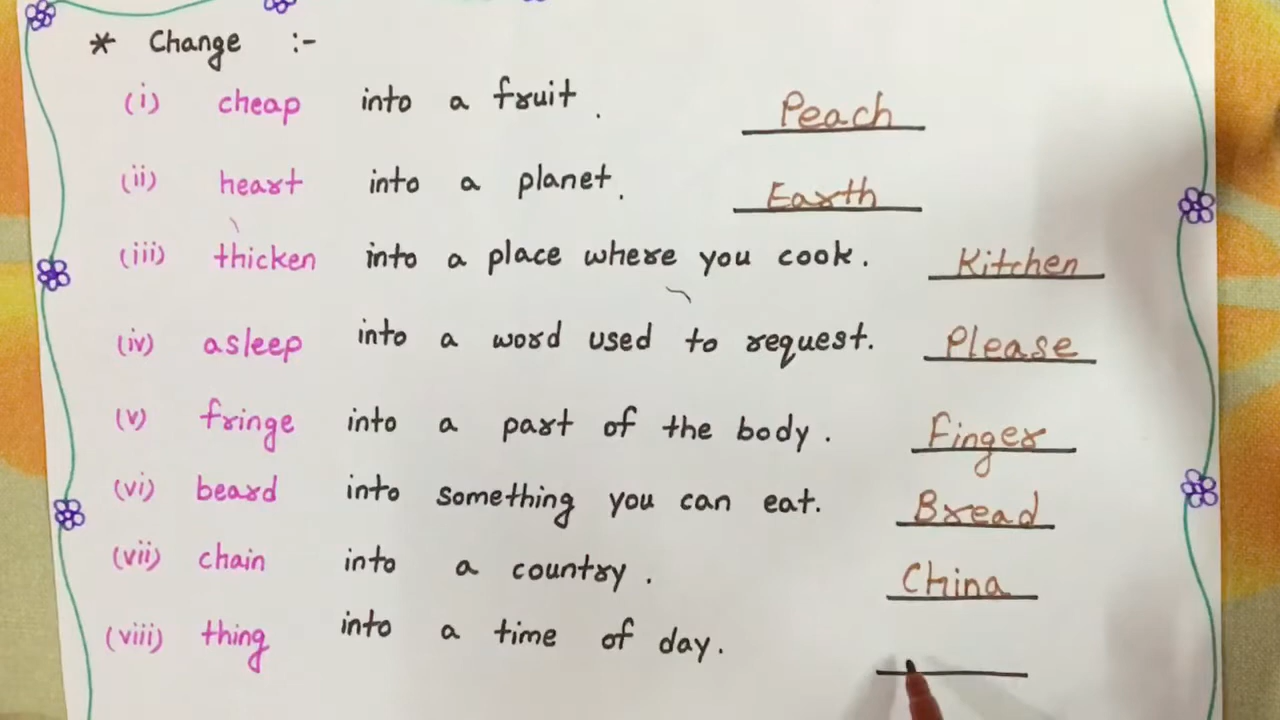 * Change :-
(i) cheap into a fruit. Peach
(ii) heart into a planet. Earth
(iii) thicken into a place where you cook. Kitchen
(iv) asleep into a word used to request. Please
(v) fringe into a part of the body. Finger
(vi) beard into something you can eat. Bread
(vii) chain into a country. China
(viii) thing into a time of day.